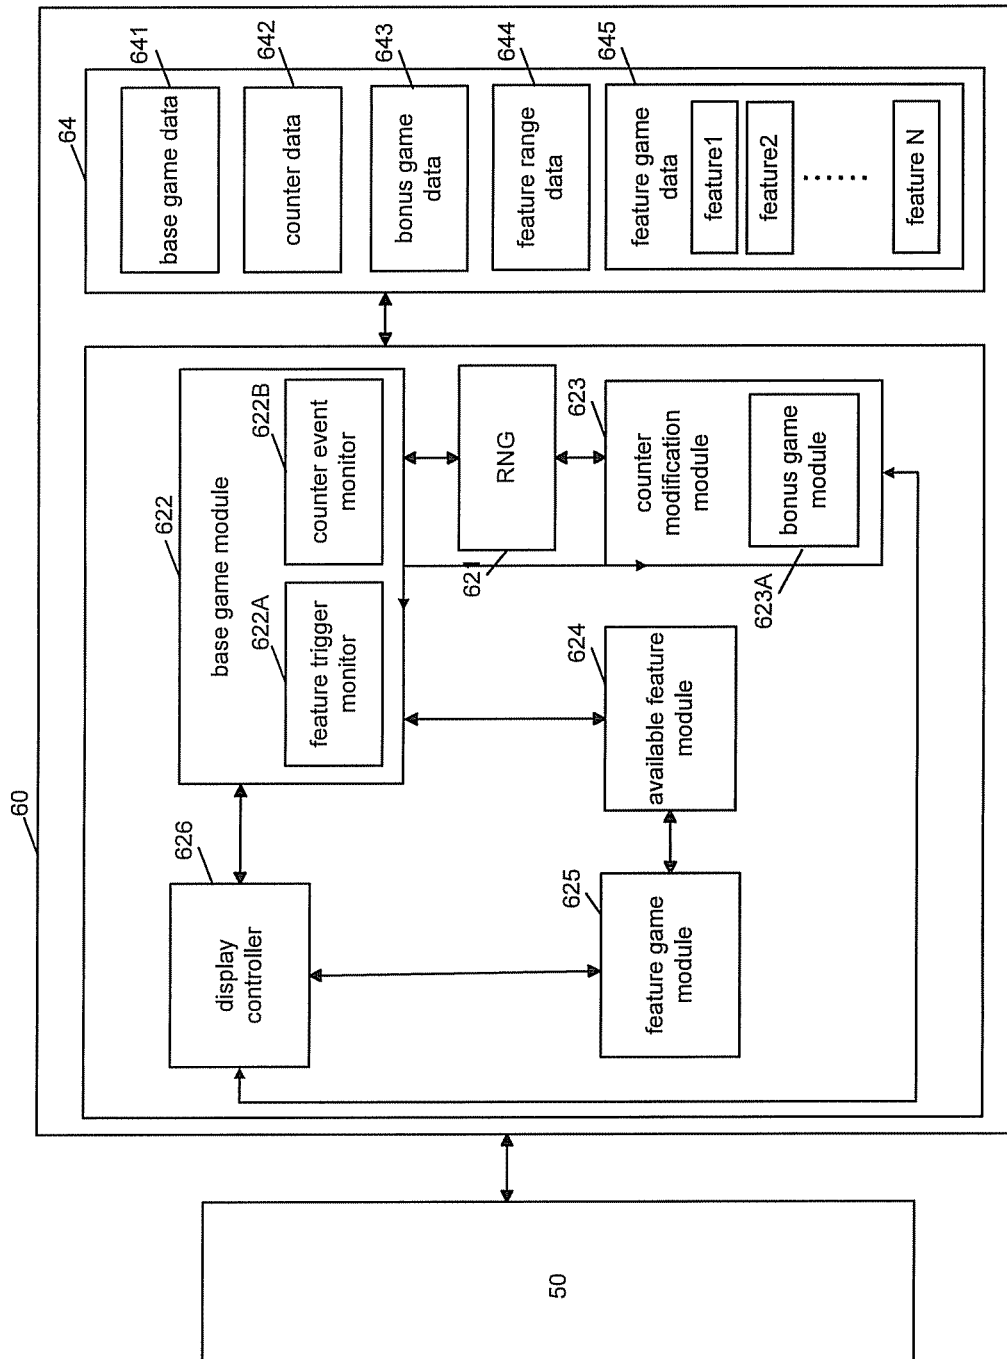 60
64
base game data
641
counter data
642
bonus game
data
643
feature range
data
644
feature game
data
645
feature1
feature2
.......
feature N
display
controller
626
base game module
622
feature trigger
monitor
622A
counter event
monitor
622B
RNG
621
counter
modification
module
623
bonus game
module
623A
available feature
module
624
feature game
module
625
50